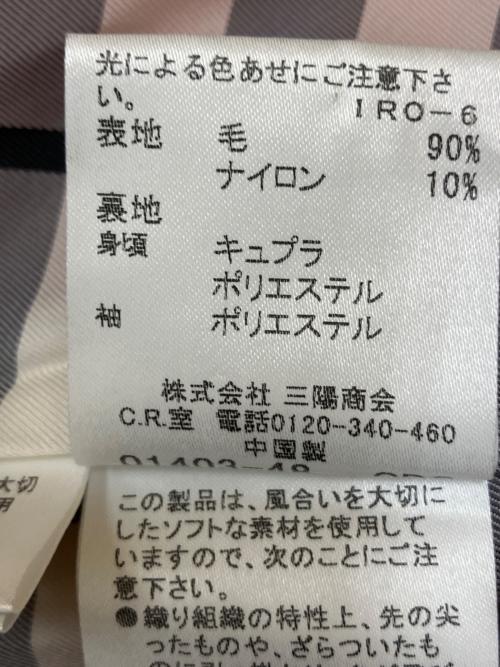 光による色あせにご注意下さ
い。
IRO-6
表地 毛 90%
ナイロン 10%
裏地
身頃 キュプラ
ポリエステル
袖 ポリエステル
株式会社 三陽商会
C.R.室 電話0120-340-460
中国製
大切
用
この製品は、風合いを大切に
したソフトな素材を使用して
いますので、次のことにご注
意下さい。
●織り組織の特性上、先の尖
ったものや、ざらついたも